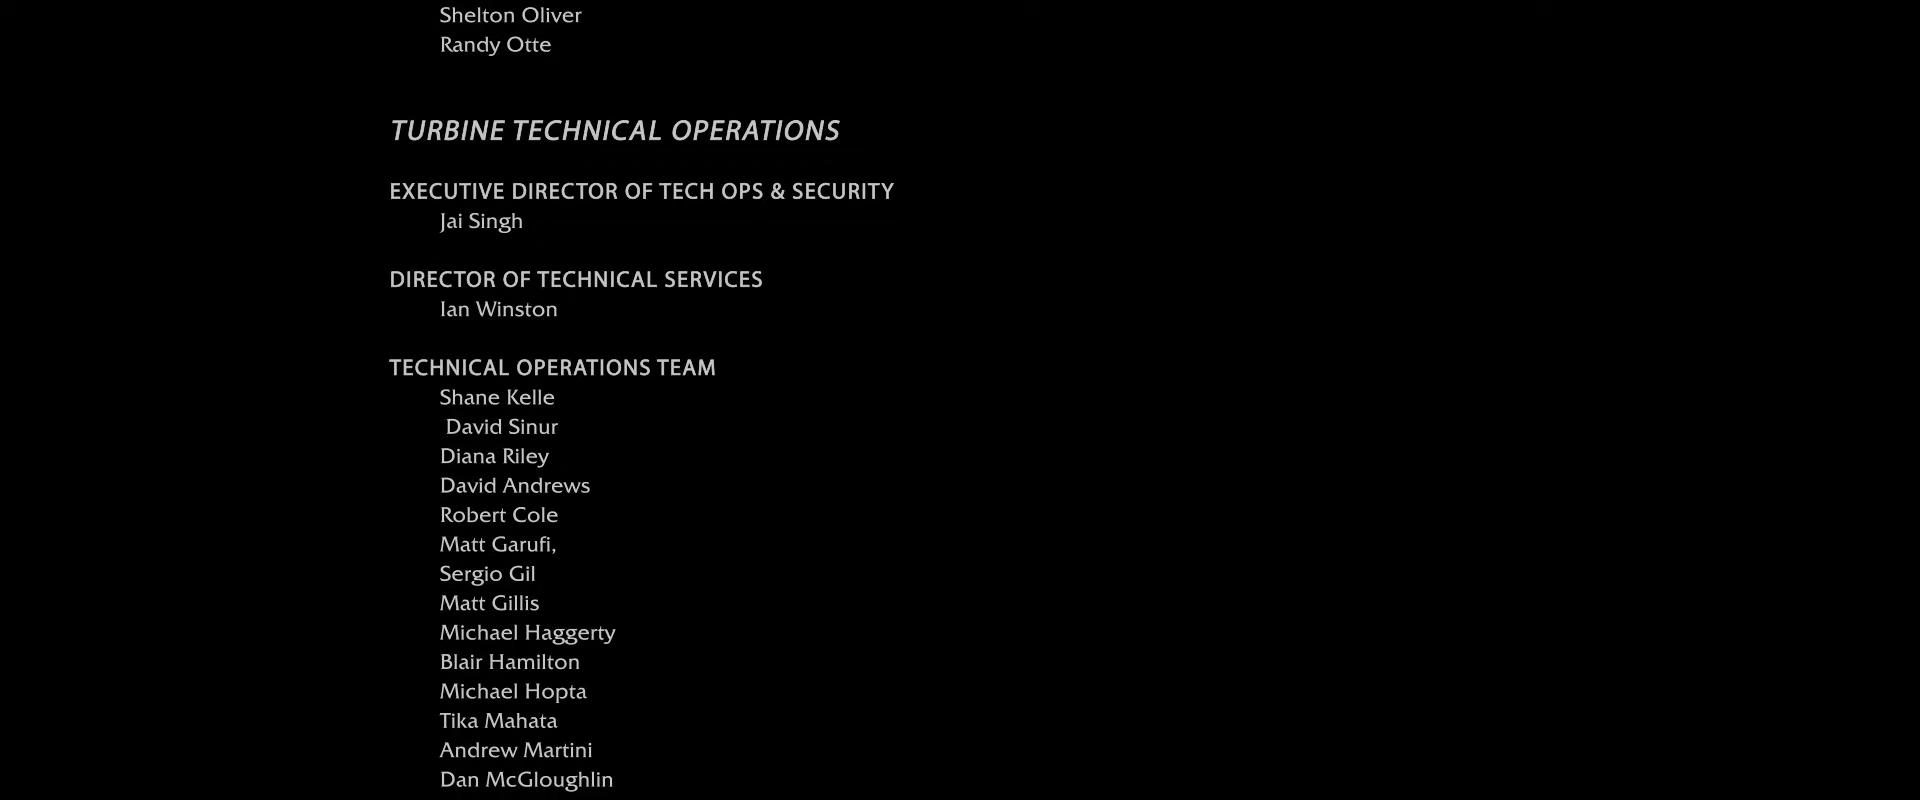 Shelton Oliver
Randy Otte
TURBINE TECHNICAL OPERATIONS
EXECUTIVE DIRECTOR OF TECH OPS & SECURITY
Jai Singh
DIRECTOR OF TECHNICAL SERVICES
Ian Winston
TECHNICAL OPERATIONS TEAM
Shane Kelle
David Sinur
Diana Riley
David Andrews
Robert Cole
Matt Garufi,
Sergio Gil
Matt Gillis
Michael Haggerty
Blair Hamilton
Michael Hopta
Tika Mahata
Andrew Martini
Dan McGloughlin